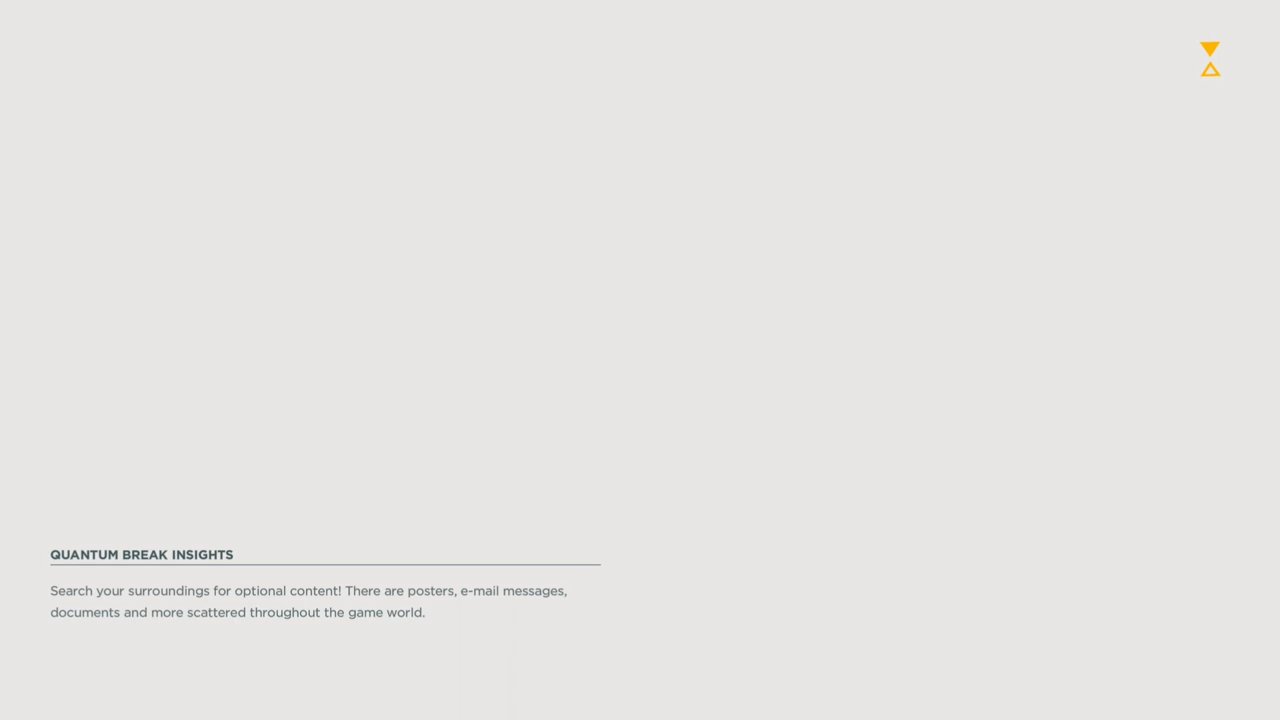 QUANTUM BREAK INSIGHTS
Search your surroundings for optional content! There are posters, e-mail messages,
documents and more scattered throughout the game world.